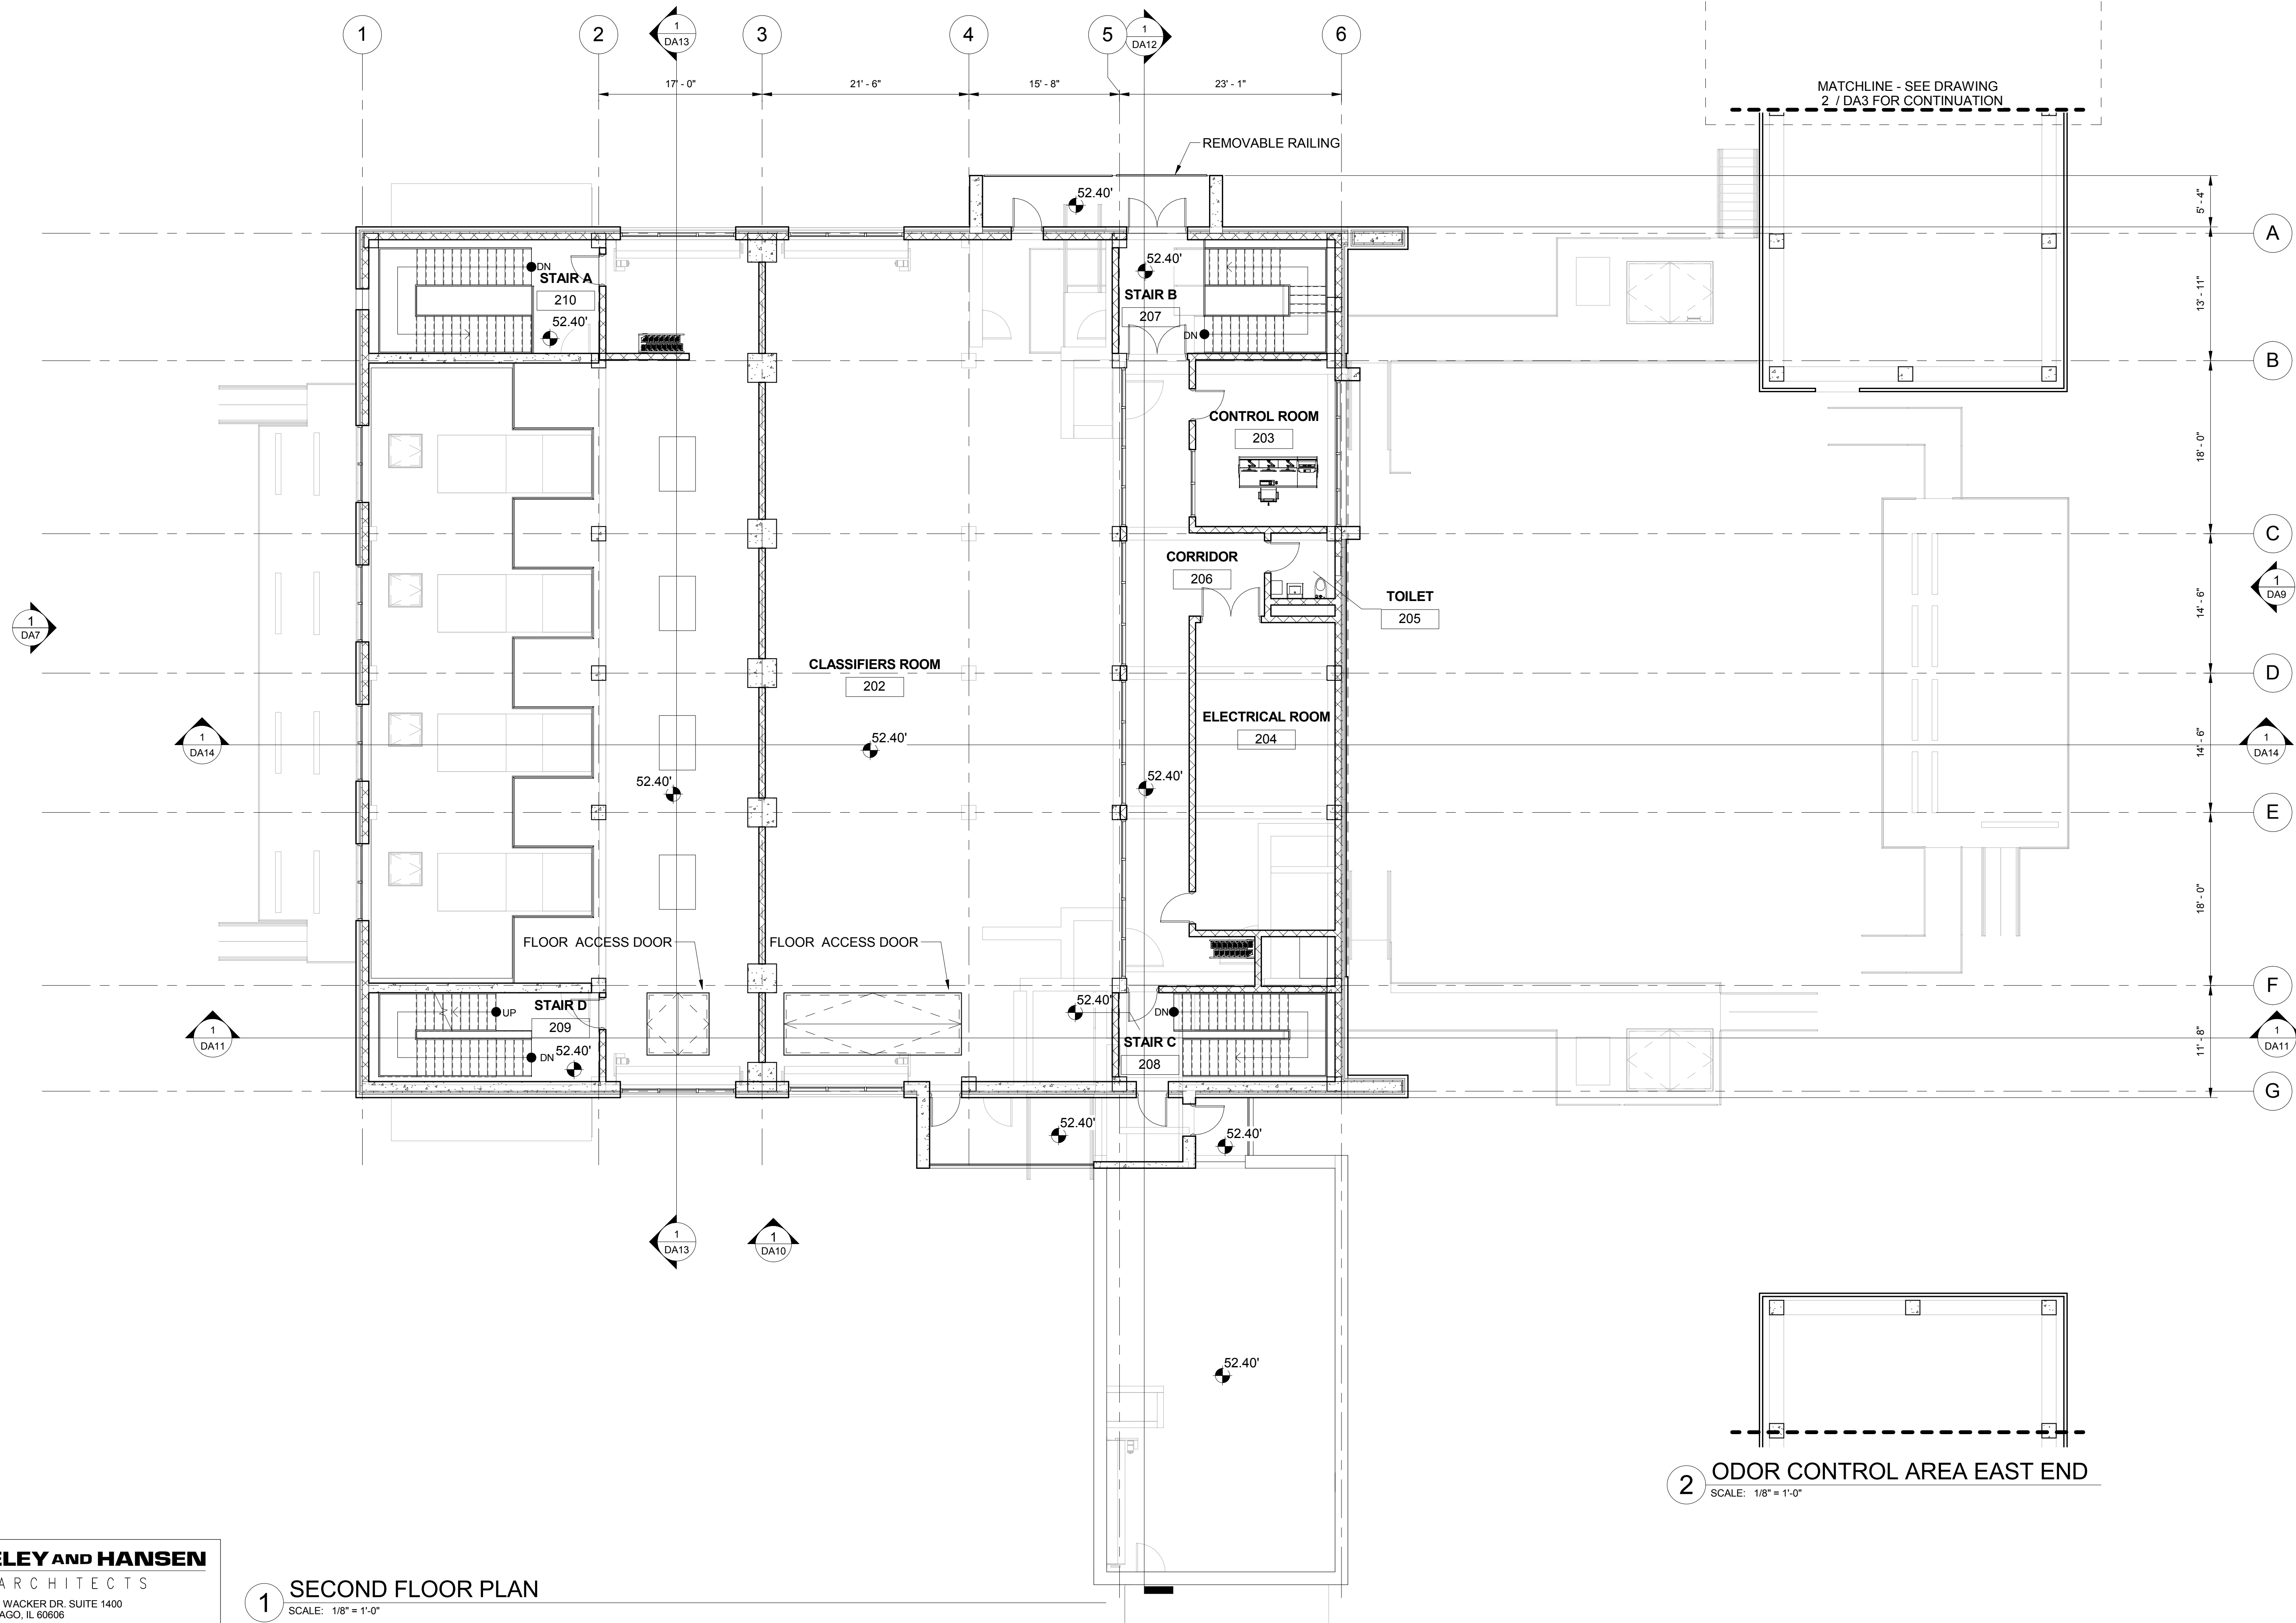 1
2
1
DA13
3
4
5
1
DA12
6
17' - 0"
21' - 6"
15' - 8"
23' - 1"
MATCHLINE - SEE DRAWING
2 / DA3 FOR CONTINUATION
REMOVABLE RAILING
52.40'
5' - 4"
A
DN
STAIR A
210
52.40'
52.40'
STAIR B
207
DN
13' - 11"
B
CONTROL ROOM
203
18' - 0"
C
CORRIDOR
206
TOILET
205
1
DA7
14' - 6"
1
DA9
CLASSIFIERS ROOM
202
D
ELECTRICAL ROOM
204
1
DA14
52.40'
52.40'
52.40'
14' - 6"
1
DA14
E
18' - 0"
FLOOR ACCESS DOOR
FLOOR ACCESS DOOR
F
UP
STAIR D
209
DN
52.40'
52.40'
DN
STAIR C
208
1
DA11
11' - 8"
1
DA11
G
52.40'
52.40'
1
DA13
1
DA10
52.40'
2
ODOR CONTROL AREA EAST END
SCALE: 1/8" = 1'-0"
ELEY AND HANSEN
ARCHITECTS
WACKER DR. SUITE 1400
AGO, IL 60606
1
SECOND FLOOR PLAN
SCALE: 1/8" = 1'-0"